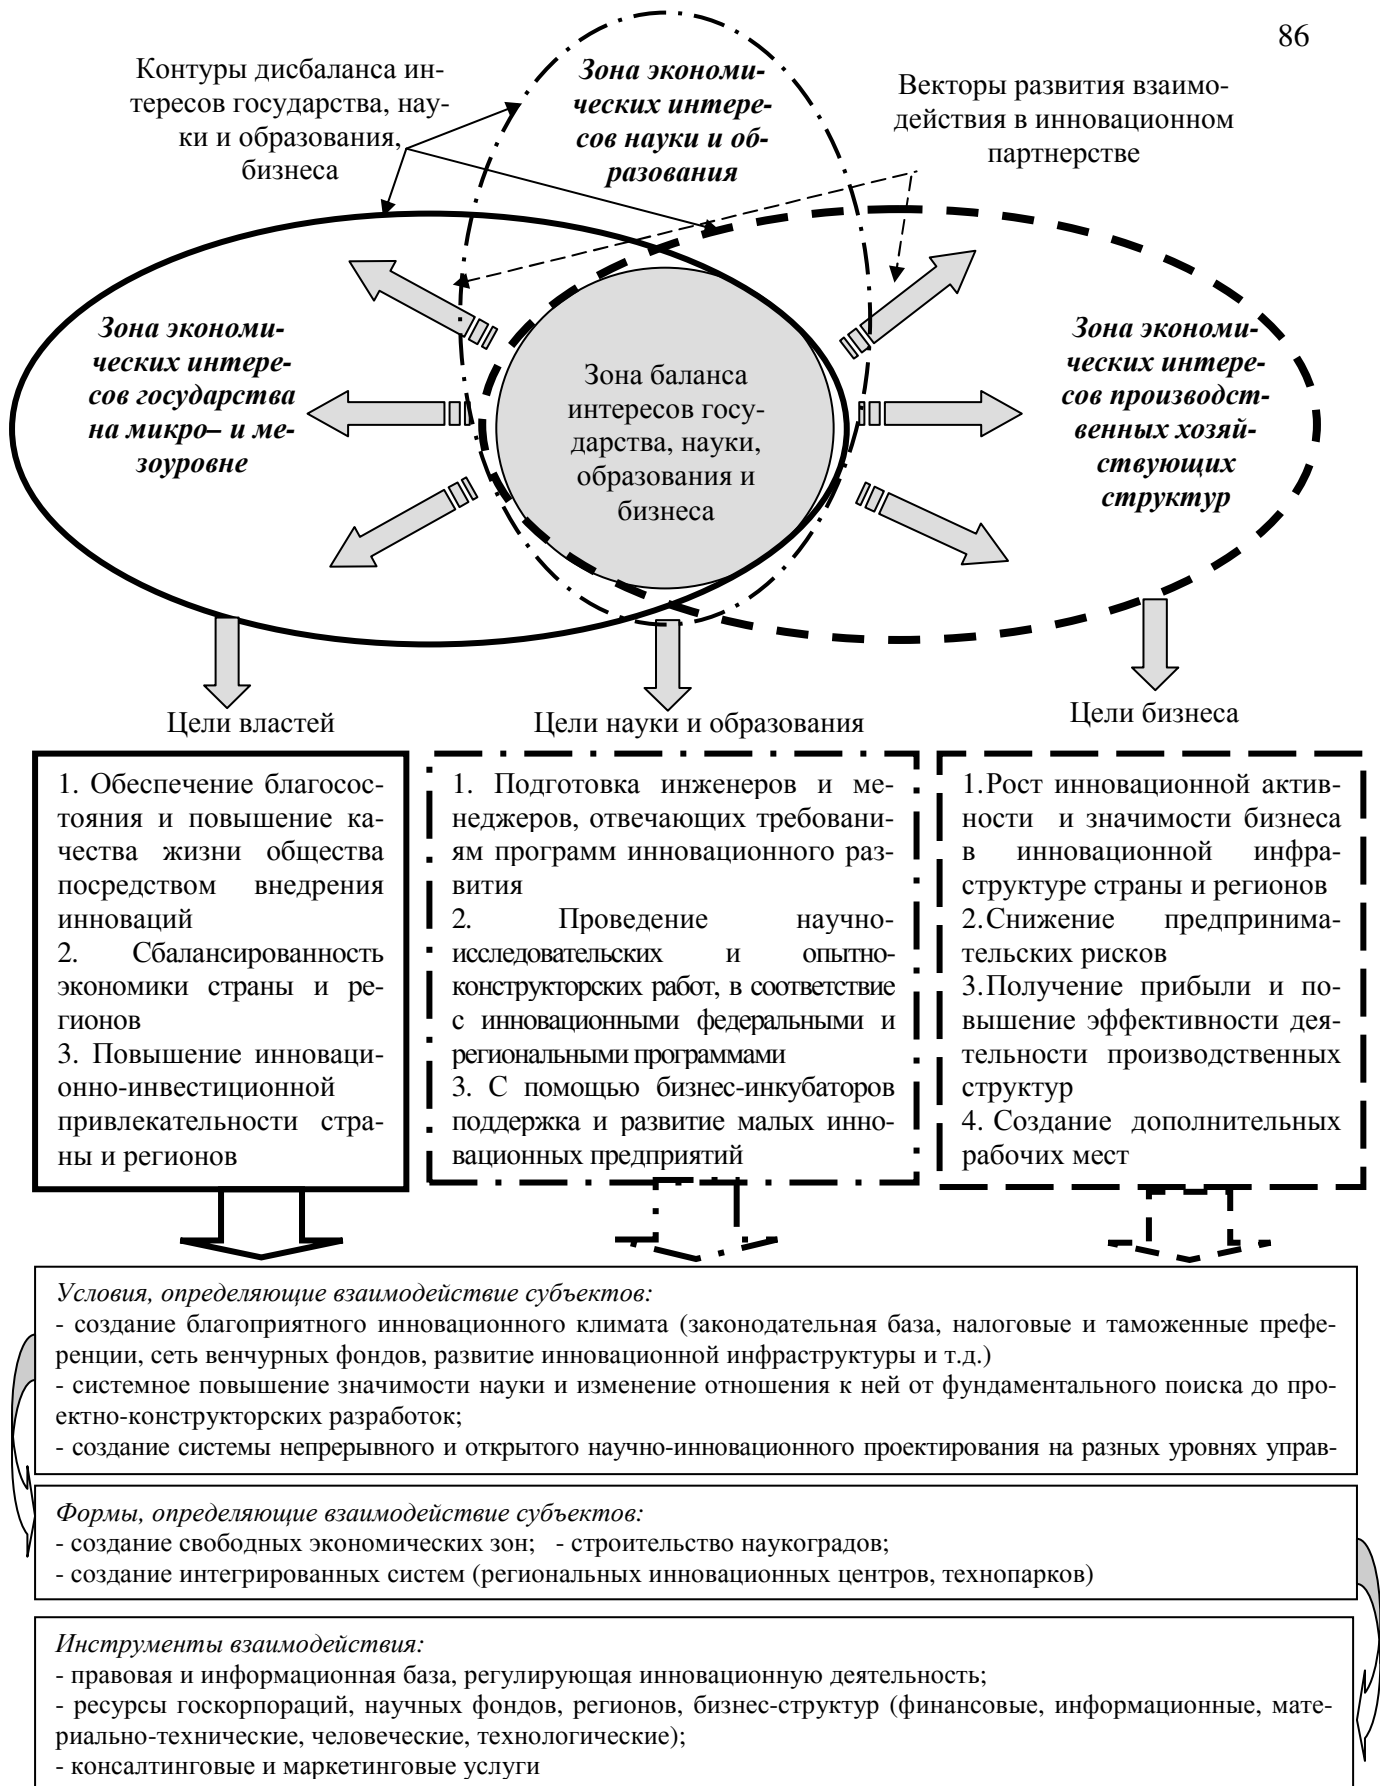 86
Контуры дисбаланса ин-
тересов государства, нау-
ки и образования,
бизнеса
Зона экономи-
ческих интере-
сов науки и об-
разования
Векторы развития взаимо-
действия в инновационном
партнерстве
Зона экономи-
ческих интере-
сов государства
на микро– и ме-
зоуровне
Зона баланса
интересов госу-
дарства, науки,
образования и
бизнеса
Зона экономи-
ческих интере-
сов производст-
венных хозяй-
ствующих
структур
Цели властей
Цели науки и образования
Цели бизнеса
1. Обеспечение благосос-
тояния и повышение ка-
чества жизни общества
посредством внедрения
инноваций
2. Сбалансированность
экономики страны и ре-
гионов
3. Повышение инноваци-
онно-инвестиционной
привлекательности стра-
ны и регионов
1. Подготовка инженеров и ме-
неджеров, отвечающих требовани-
ям программ инновационного раз-
вития
2. Проведение научно-
исследовательских и опытно-
конструкторских работ, в соответствие
с инновационными федеральными и
региональными программами
3. С помощью бизнес-инкубаторов
поддержка и развитие малых инно-
вационных предприятий
1.Рост инновационной актив-
ности и значимости бизнеса
в инновационной инфра-
структуре страны и регионов
2.Снижение предпринима-
тельских рисков
3.Получение прибыли и по-
вышение эффективности дея-
тельности производственных
структур
4. Создание дополнительных
рабочих мест
Условия, определяющие взаимодействие субъектов:
- создание благоприятного инновационного климата (законодательная база, налоговые и таможенные префе-
ренции, сеть венчурных фондов, развитие инновационной инфраструктуры и т.д.)
- системное повышение значимости науки и изменение отношения к ней от фундаментального поиска до про-
ектно-конструкторских разработок;
- создание системы непрерывного и открытого научно-инновационного проектирования на разных уровнях управ-
Формы, определяющие взаимодействие субъектов:
- создание свободных экономических зон; - строительство наукоградов;
- создание интегрированных систем (региональных инновационных центров, технопарков)
Инструменты взаимодействия:
- правовая и информационная база, регулирующая инновационную деятельность;
- ресурсы госкорпораций, научных фондов, регионов, бизнес-структур (финансовые, информационные, мате-
риально-технические, человеческие, технологические);
- консалтинговые и маркетинговые услуги